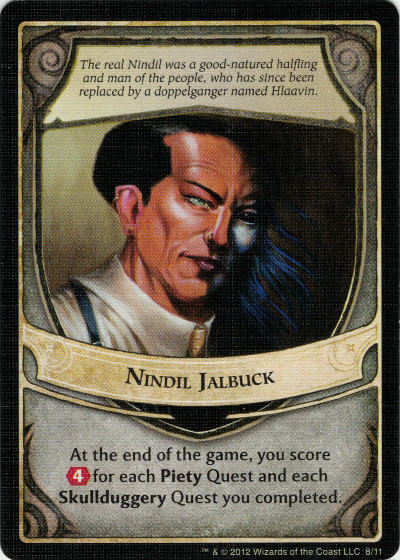 The real Nindil was a good-natured halfling
and man of the people, who has since been
replaced by a doppelganger named Hlaavin.
NINDIL JALBUCK
At the end of the game, you score
4 for each Piety Quest and each
Skullduggery Quest you completed.
™ & © 2012 Wizards of the Coast LLC 8/11